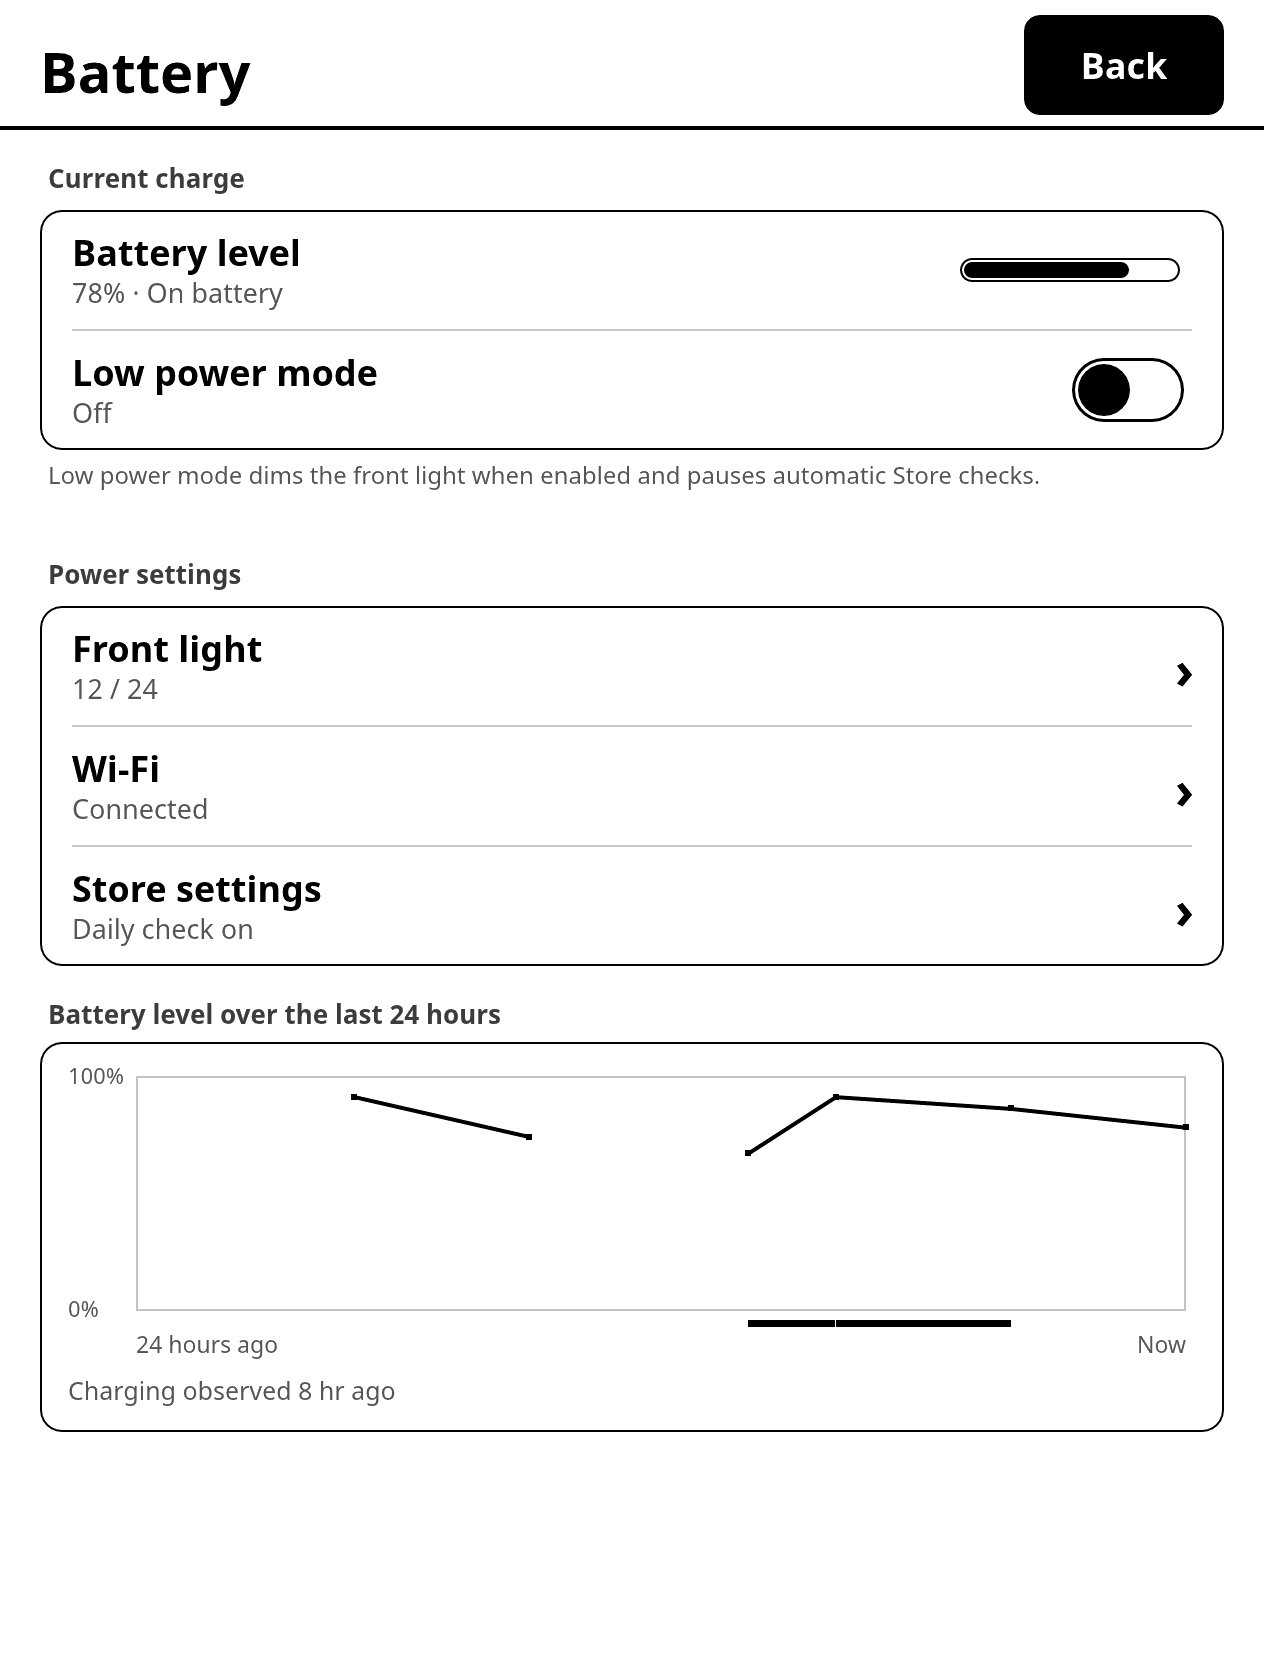 Battery
Back
Current charge
Battery level
78% · On battery
Low power mode
Off
Low power mode dims the front light when enabled and pauses automatic Store checks.
Power settings
Front light
12 / 24
Wi-Fi
Connected
Store settings
Daily check on
Battery level over the last 24 hours
100%
0%
24 hours ago
Now
Charging observed 8 hr ago